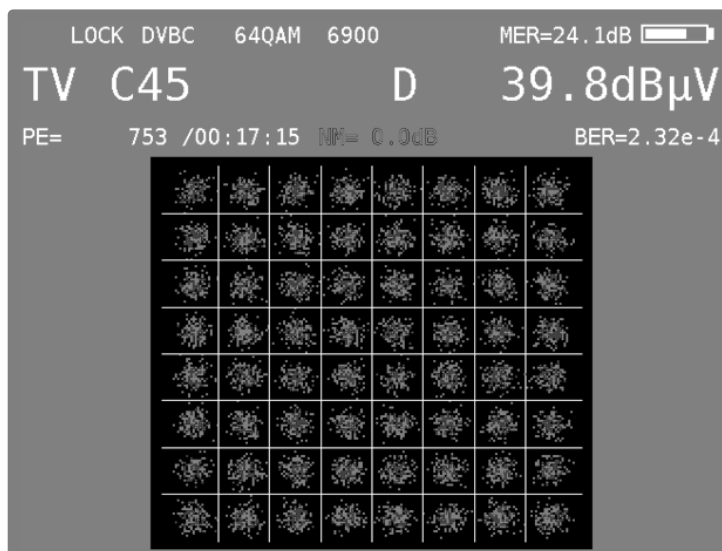 LOCK DVBC 64QAM 6900 MER=24.1dB
TV C45 D 39.8dBµV
PE= 753 /00:17:15 NM= 0.0dB BER=2.32e-4